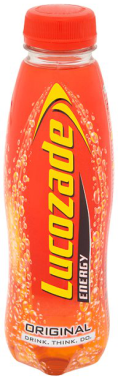 Lucozade
ENERGY
ORIGINAL
DRINK. THINK. DO.